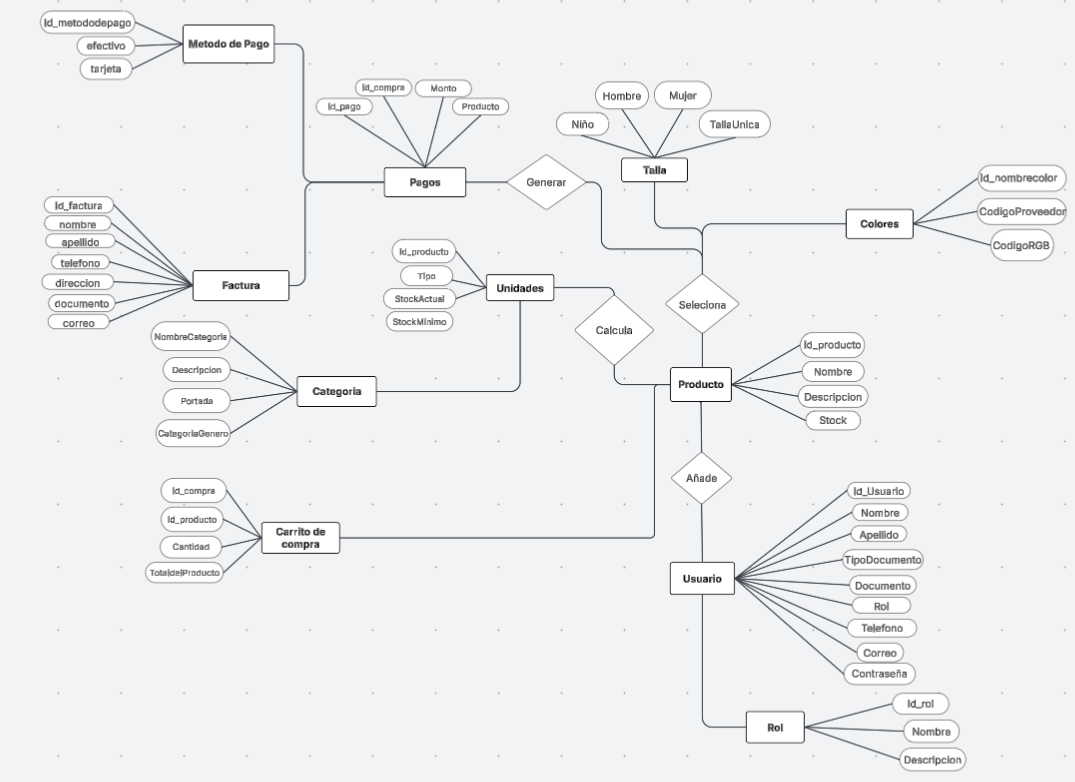 Id_metododepago
efectivo
tarjeta
Metodo de Pago
Id_pago
Id_compra
Monto
Producto
Pagos
Generar
Niño
Hombre
Mujer
TallaUnica
Talla
Colores
Id_nombrecolor
CodigoProveedor
CodigoRGB
Id_factura
nombre
apellido
telefono
direccion
documento
correo
Factura
Id_producto
Tipo
StockActual
StockMinimo
Unidades
Calcula
Seleciona
NombreCategoria
Descripcion
Portada
CategoriaGenero
Categoria
Producto
Id_producto
Nombre
Descripcion
Stock
Añade
Id_compra
Id_producto
Cantidad
TotaldelProducto
Carrito de
compra
Usuario
Id_Usuario
Nombre
Apellido
TipoDocumento
Documento
Rol
Telefono
Correo
Contraseña
Rol
Id_rol
Nombre
Descripcion